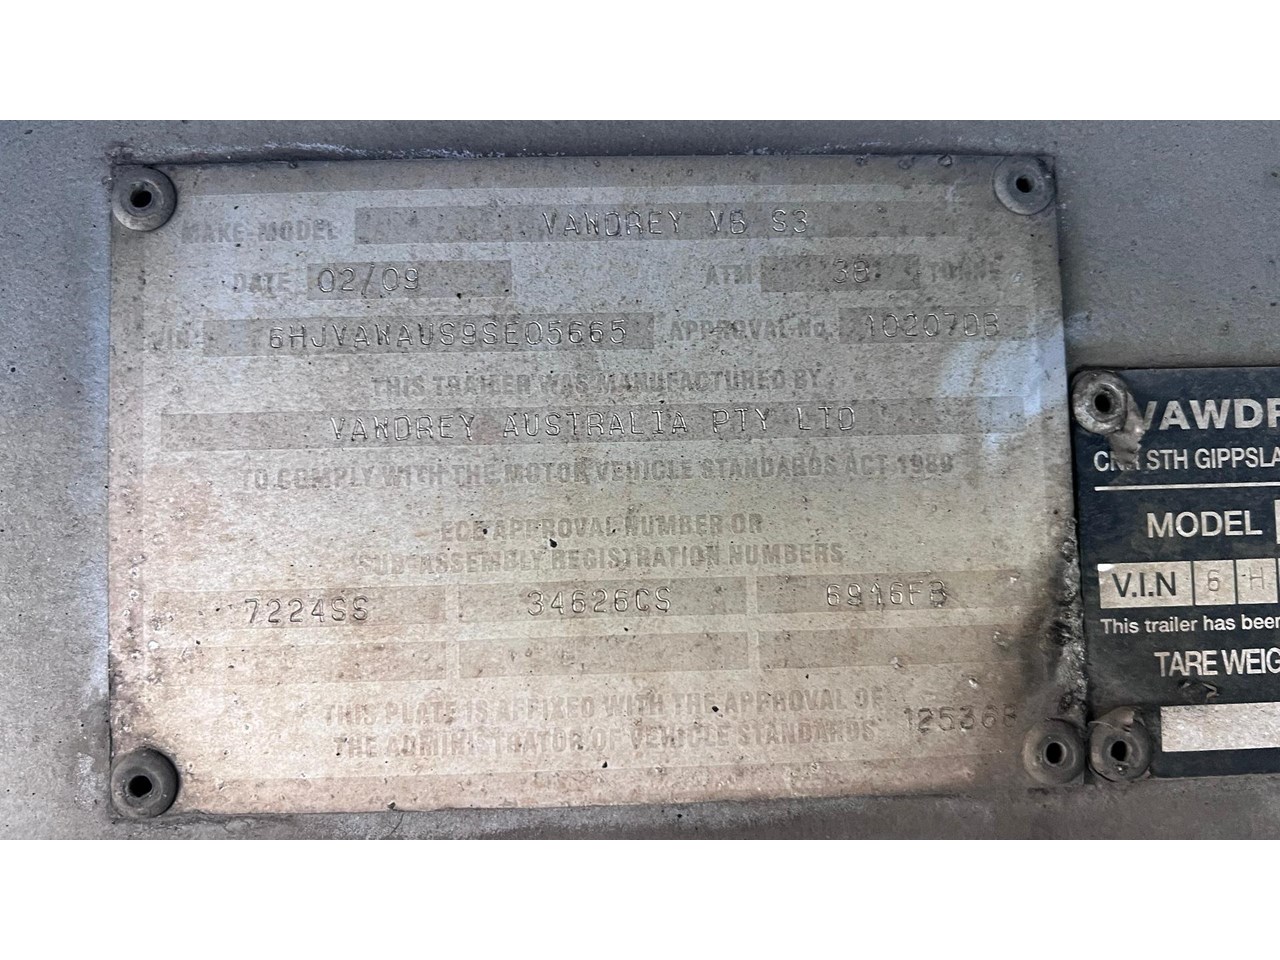 MAKE-MODEL VAWDREY VB S3
DATE 02/09 ATM 38 TONNE
VIN 6HJVAWAUS9SE05665 APPROVAL No. 102070B
THIS TRAILER WAS MANUFACTURED BY
VAWDREY AUSTRALIA PTY LTD
TO COMPLY WITH THE MOTOR VEHICLE STANDARDS ACT 1989
ECE APPROVAL NUMBER OR
SUB-ASSEMBLY REGISTRATION NUMBERS
7224SS 34626CS 6916FB
THIS PLATE IS AFFIXED WITH THE APPROVAL OF
THE ADMINISTRATOR OF VEHICLE STANDARDS 12536
VAWDR
STH GIPPSLA
MODEL
V.I.N 6 H
This trailer has been
TARE WEIG